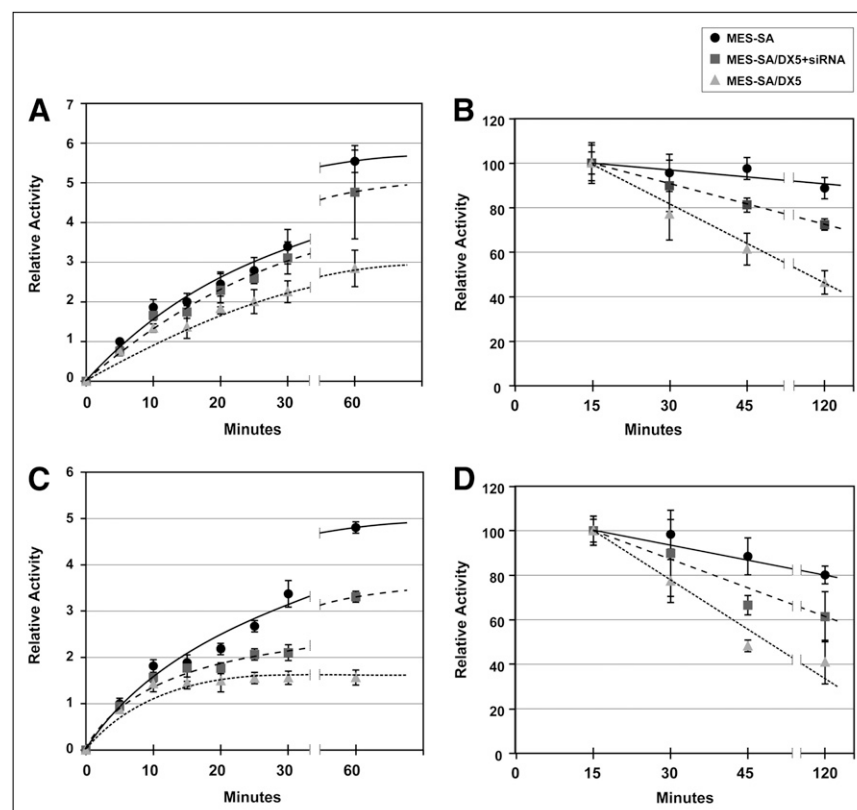 MES-SA
MES-SA/DX5+siRNA
MES-SA/DX5
A
7
6
5
4
3
2
1
0
Relative Activity
0 10 20 30 60
Minutes
B
120
100
80
60
40
20
0
Relative Activity
0 15 30 45 120
Minutes
C
6
5
4
3
2
1
0
Relative Activity
0 10 20 30 60
Minutes
D
120
100
80
60
40
20
0
Relative Activity
0 15 30 45 120
Minutes